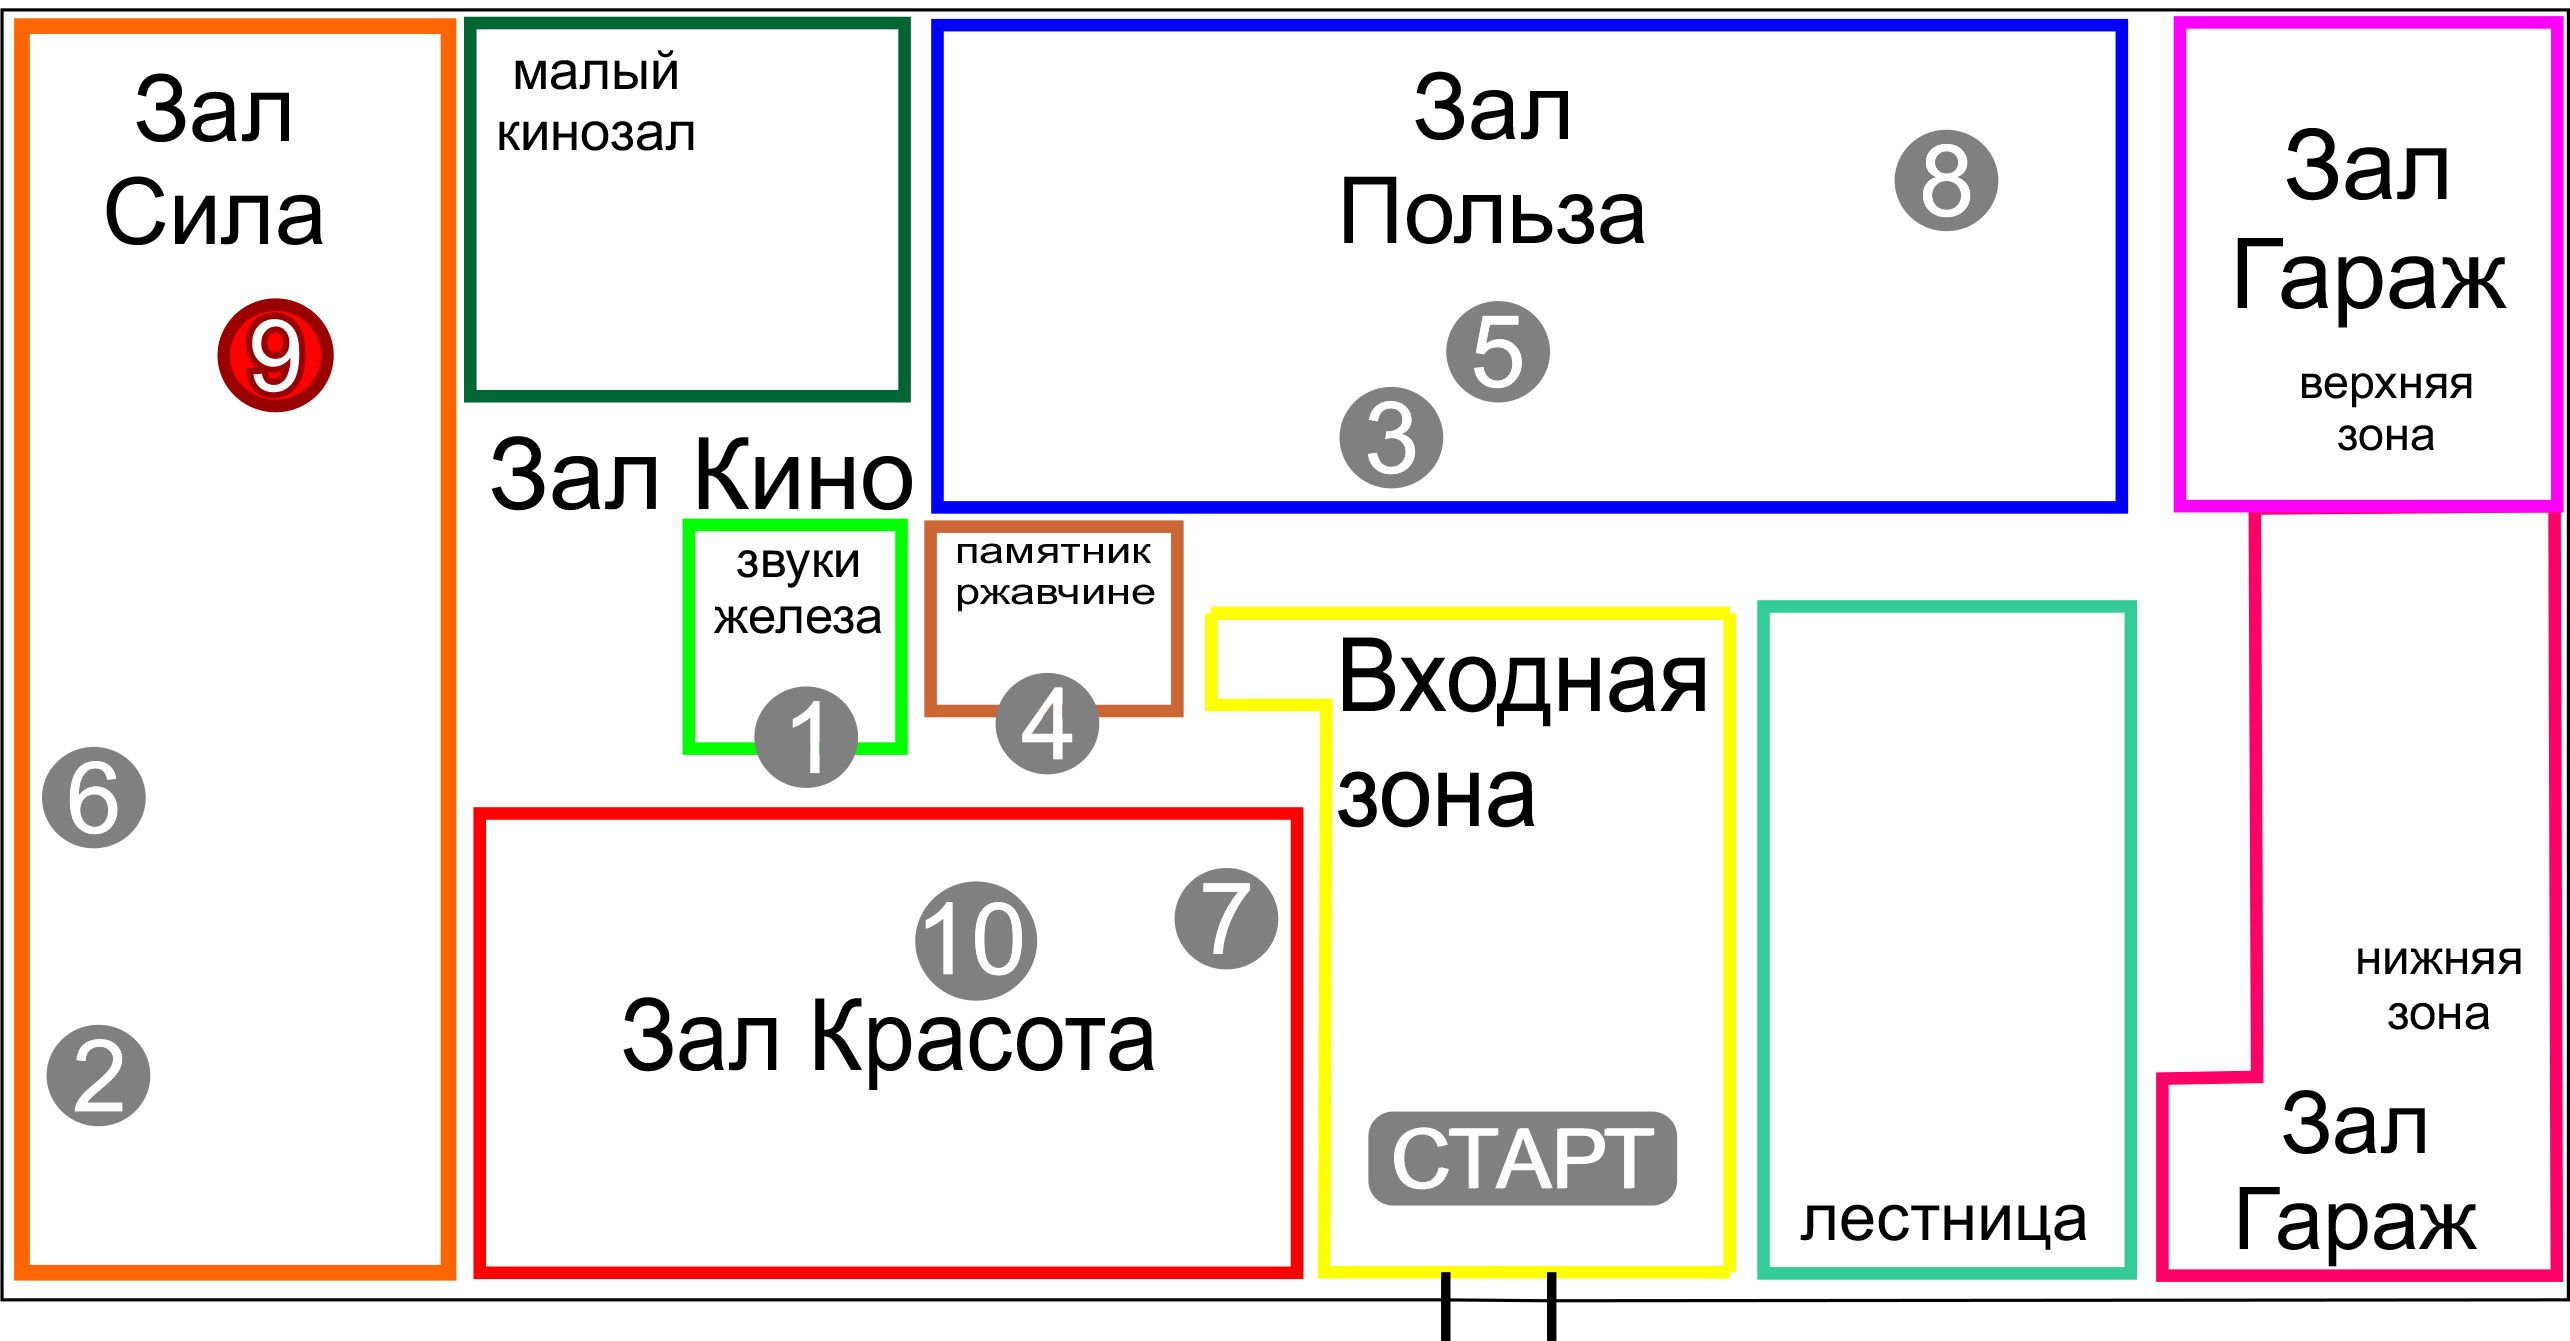 Зал
Сила
9
6
2
малый
кинозал
Зал Кино
звуки
железа
1
памятник
ржавчине
4
Зал
Польза
8
5
3
Зал
Гараж
верхняя
зона
Входная
зона
СТАРТ
10
7
Зал Красота
лестница
нижняя
зона
Зал
Гараж